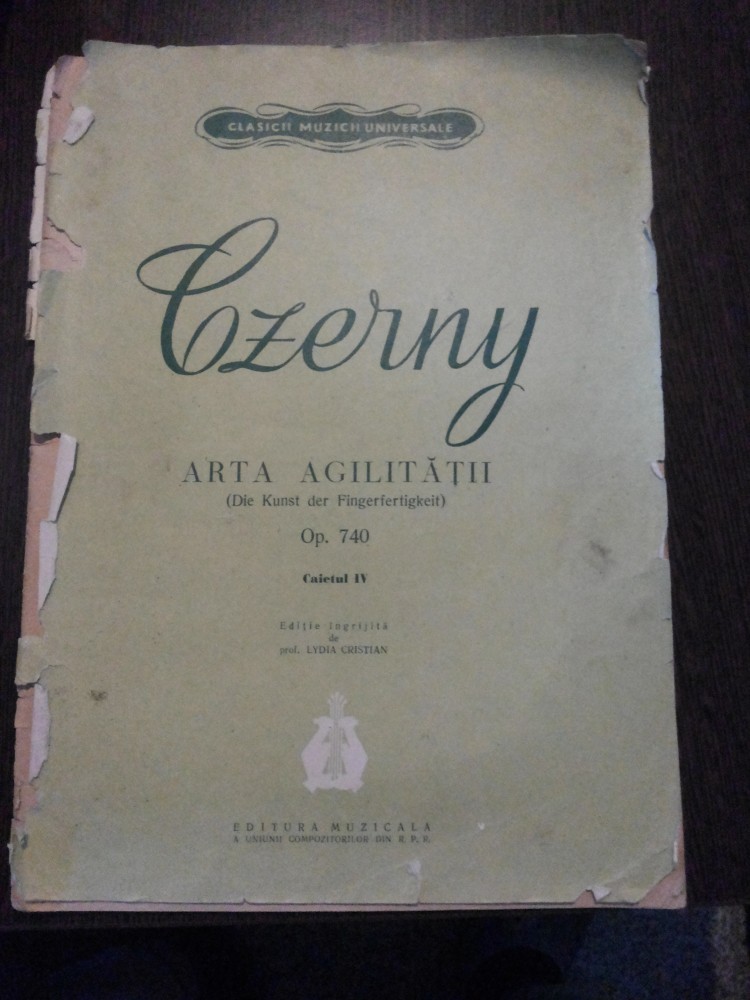 CLASICII MUZICII UNIVERSALE
Czerny
ARTA AGILITĂȚII
(Die Kunst der Fingerfertigkeit)
Op. 740
Caietul IV
Ediție îngrijită
de
prof. LYDIA CRISTIAN
EDITURA MUZICALA
A UNIUNII COMPOZITORILOR DIN R. P. R.